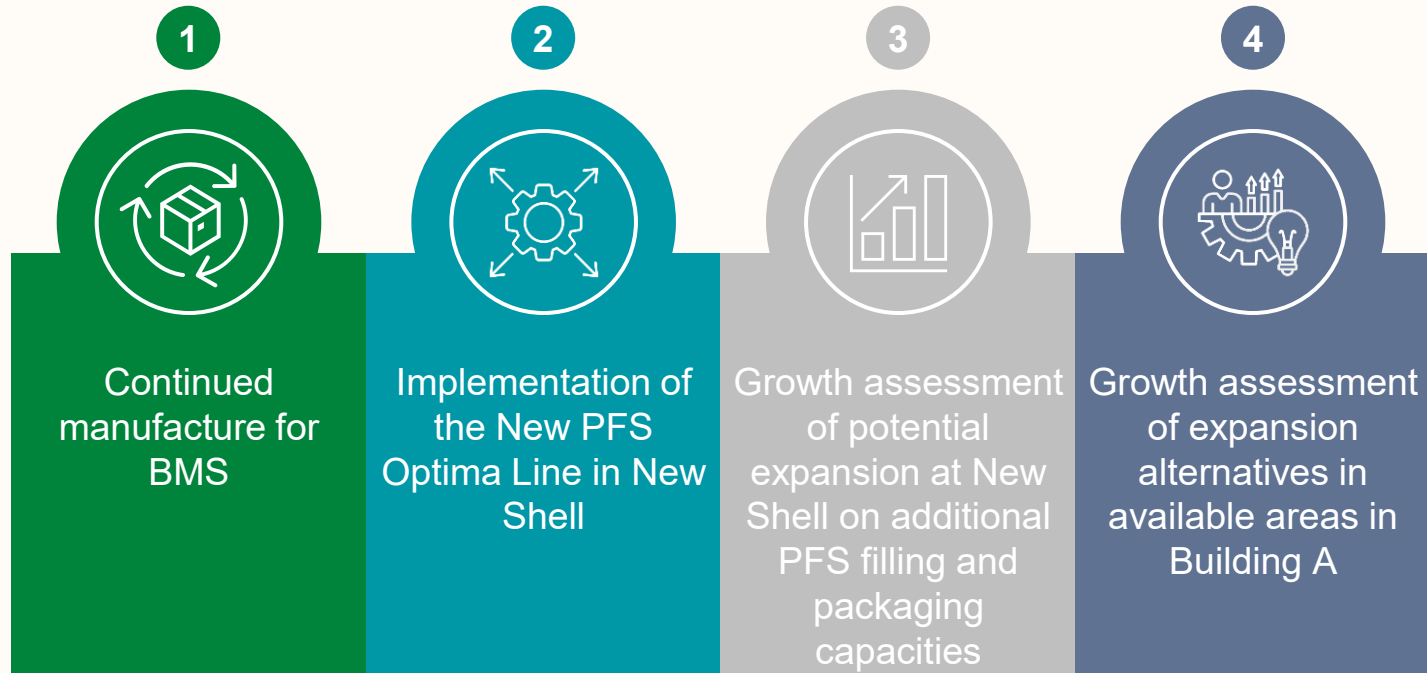 1
2
3
4
Continued
manufacture for
BMS
Implementation of
the New PFS
Optima Line in New
Shell
Growth assessment
of potential
expansion at New
Shell on additional
PFS filling and
packaging
capacities
Growth assessment
of expansion
alternatives in
available areas in
Building A